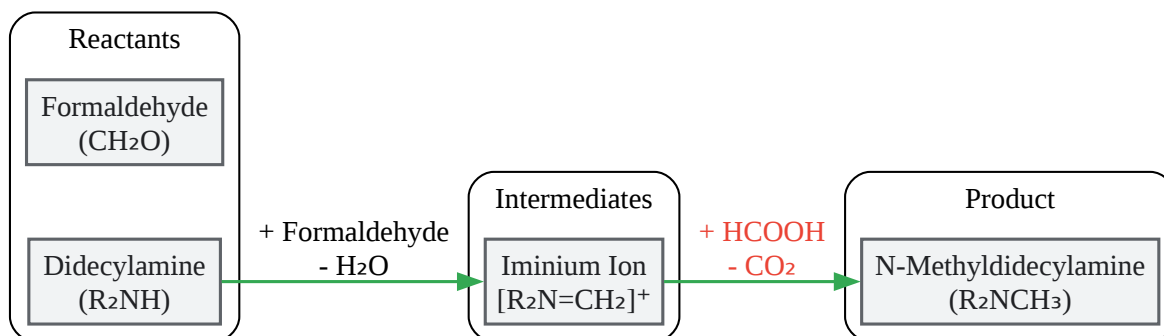 Reactants
Formaldehyde
(CH₂O)
Didecylamine
(R₂NH)
+ Formaldehyde
- H₂O
Intermediates
Iminium Ion
[R₂N=CH₂]⁺
+ HCOOH
- CO₂
Product
N-Methyldidecylamine
(R₂NCH₃)